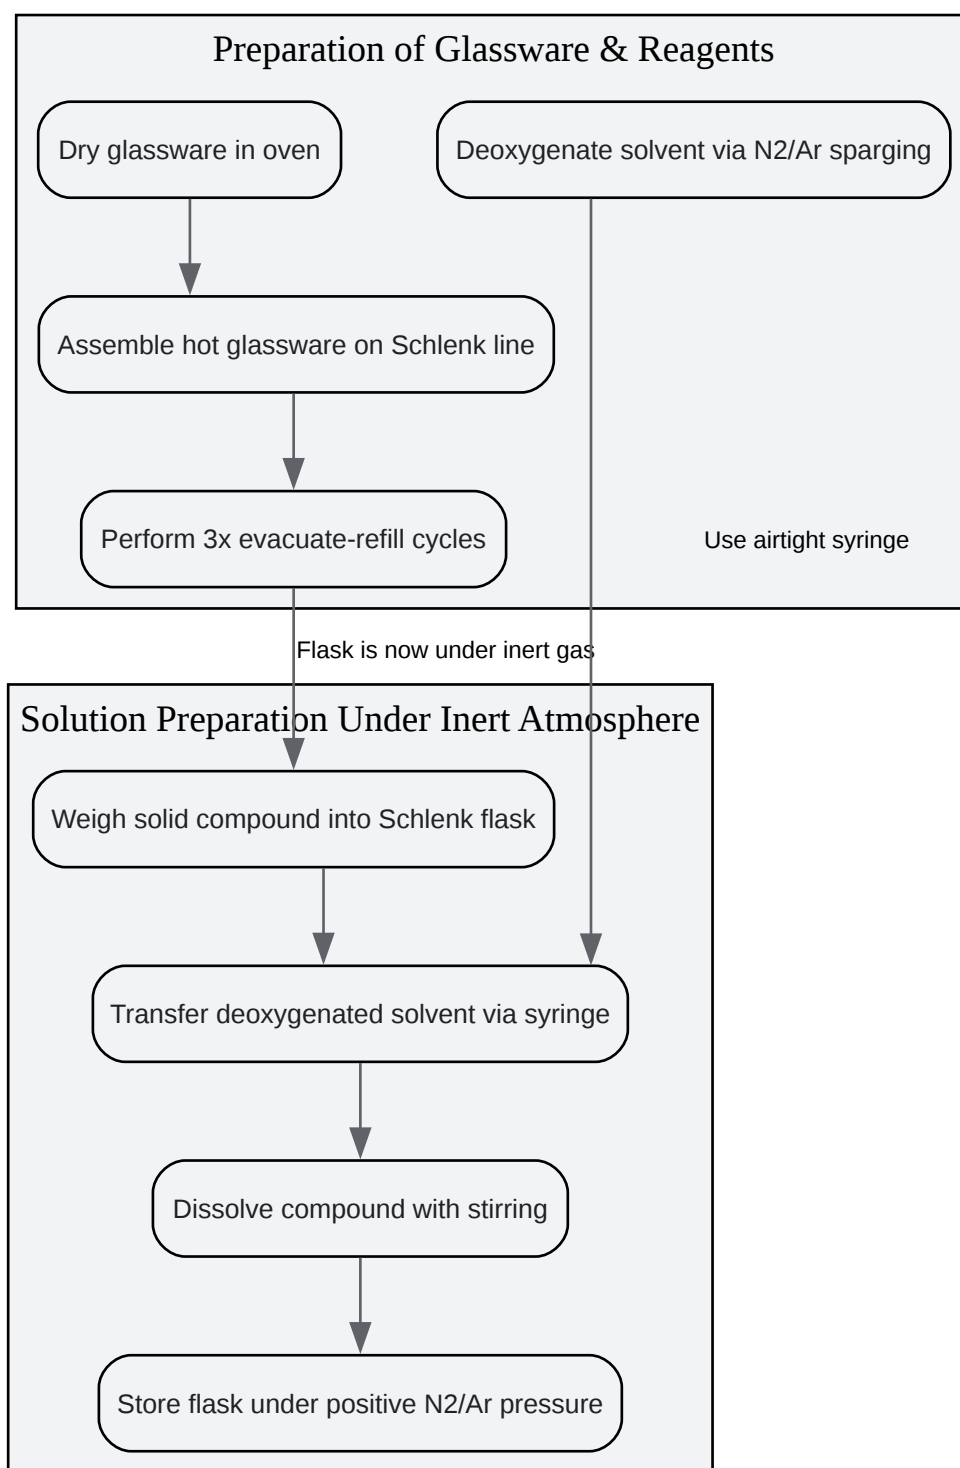 Preparation of Glassware & Reagents
Dry glassware in oven
Deoxygenate solvent via N2/Ar sparging
Assemble hot glassware on Schlenk line
Perform 3x evacuate-refill cycles
Use airtight syringe
Flask is now under inert gas
Solution Preparation Under Inert Atmosphere
Weigh solid compound into Schlenk flask
Transfer deoxygenated solvent via syringe
Dissolve compound with stirring
Store flask under positive N2/Ar pressure